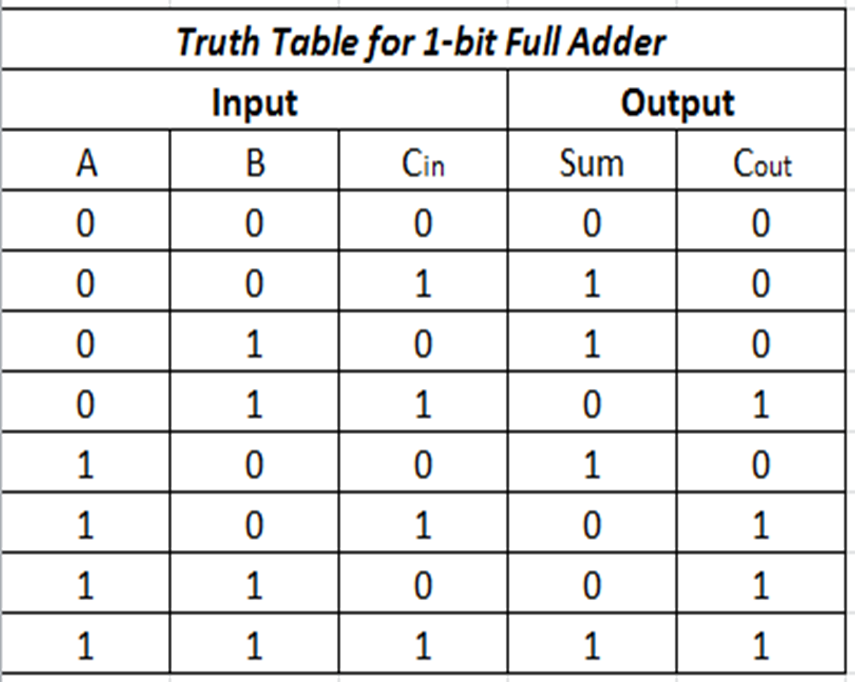 Truth Table for 1-bit Full Adder
Input Output
A B Cin Sum Cout
0 0 0 0 0
0 0 1 1 0
0 1 0 1 0
0 1 1 0 1
1 0 0 1 0
1 0 1 0 1
1 1 0 0 1
1 1 1 1 1